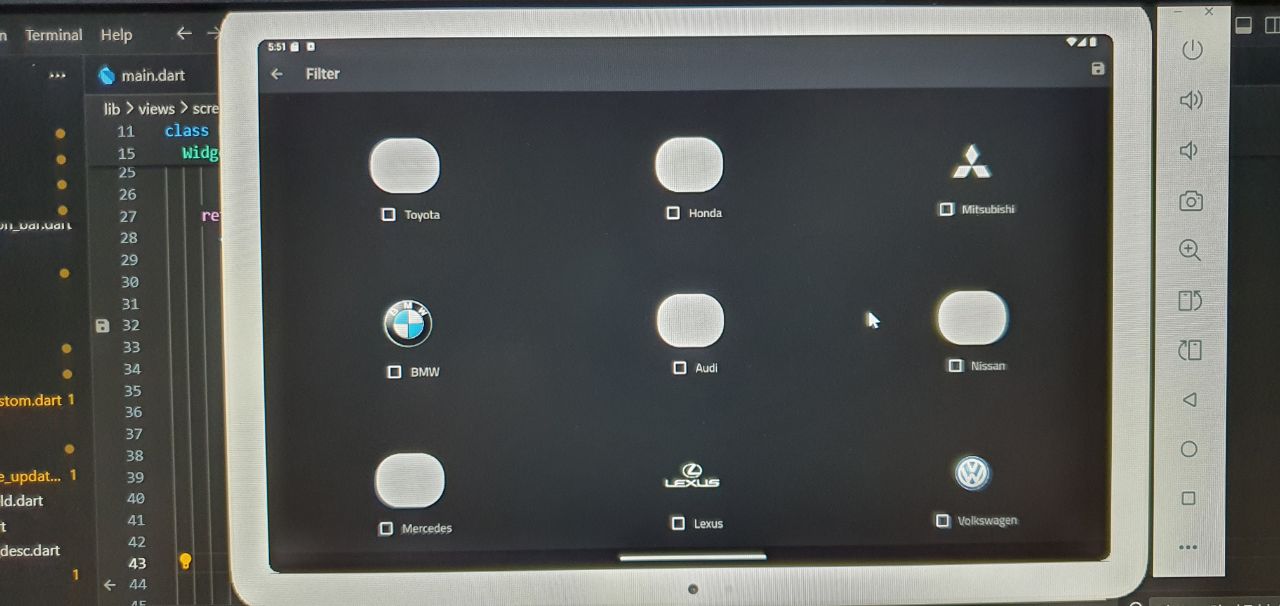 n Terminal Help
main.dart
lib > views > scre
11 class
15 Widg
25
26
27 re
28
29
30
31
32
33
34
35
36
37
38
39
40
41
42
43
44
stom.dart 1
e_updat... 1
ld.dart
t
desc.dart
1
5:51
Filter
Toyota
Honda
Mitsubishi
BMW
BMW
Audi
Nissan
Mercedes
LEXUS
Lexus
Volkswagen